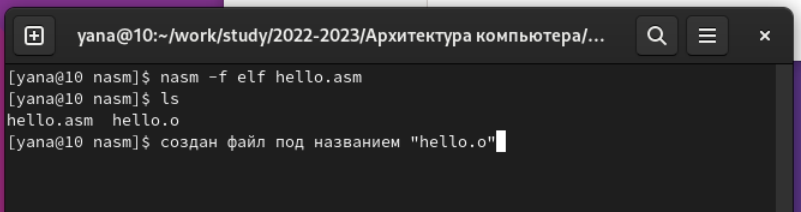 yana@10:~/work/study/2022-2023/Архитектура компьютера/...
[yana@10 nasm]$ nasm -f elf hello.asm
[yana@10 nasm]$ ls
hello.asm  hello.o
[yana@10 nasm]$ создан файл под названием "hello.o"